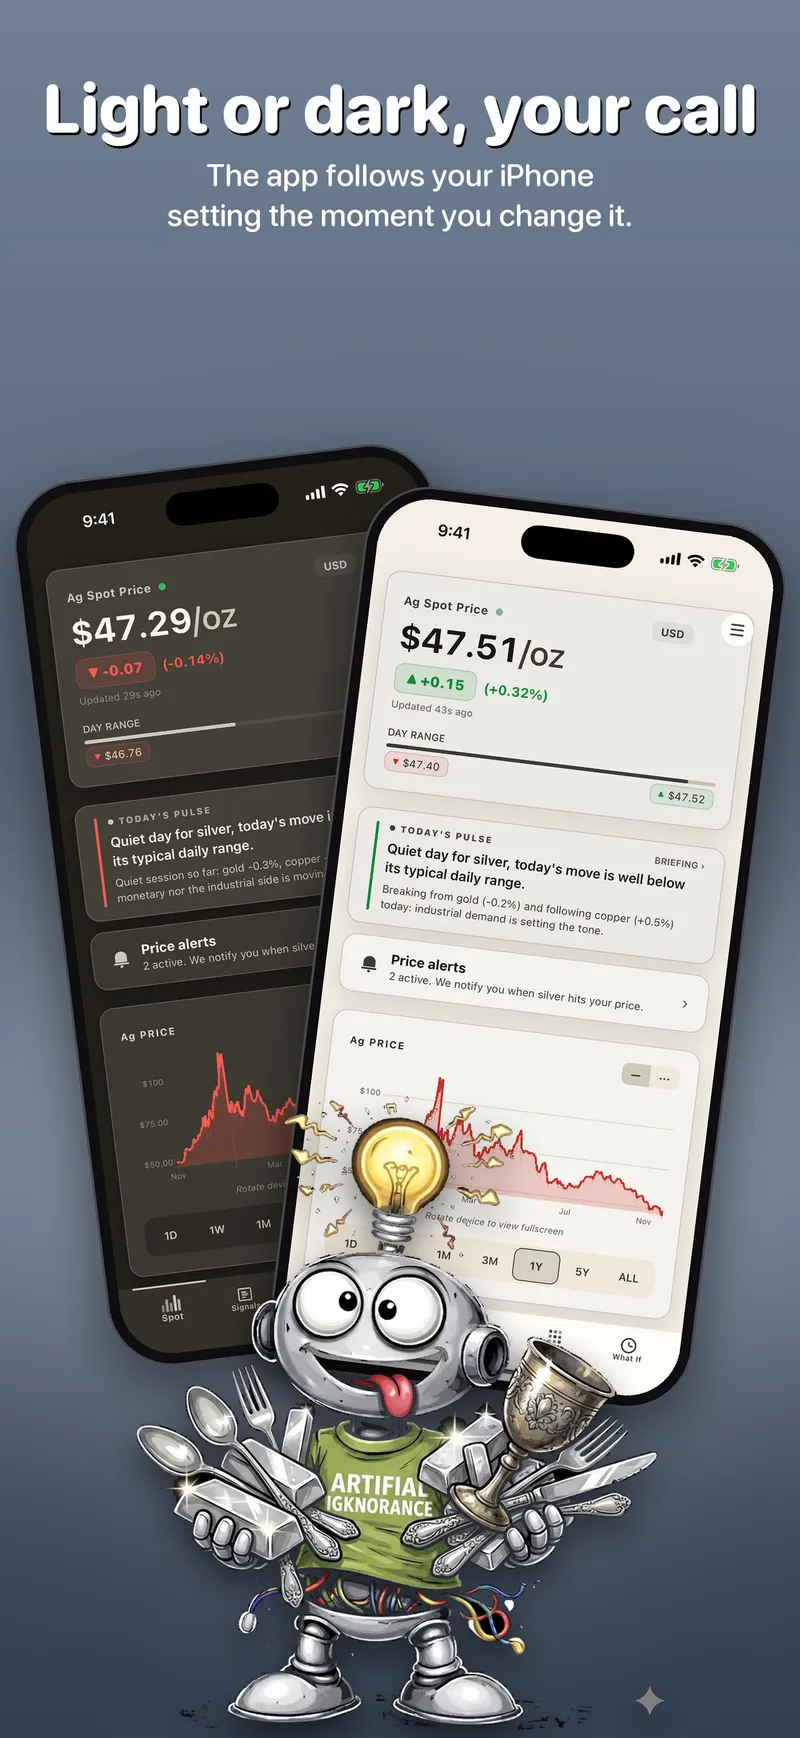 Light or dark, your call
The app follows your iPhone
setting the moment you change it.
9:41
USD
Ag Spot Price
$47.29/oz
▼ -0.07 (-0.14%)
Updated 29s ago
DAY RANGE
▼ $46.76
TODAY'S PULSE
Quiet day for silver, today's move i
its typical daily range.
Quiet session so far: gold -0.3%, copper
monetary nor the industrial side is movin
Price alerts
2 active. We notify you when silve
Ag PRICE
$100
$75.00
$50.00
Nov
Mar
Rotate devi
1D 1W 1M
Spot
Signals
9:41
Ag Spot Price
USD
$47.51/oz
▲ +0.15 (+0.32%)
Updated 43s ago
DAY RANGE
▼ $47.40
▲ $47.52
TODAY'S PULSE
BRIEFING ›
Quiet day for silver, today's move is well below
its typical daily range.
Breaking from gold (-0.2%) and following copper (+0.5%)
today: industrial demand is setting the tone.
Price alerts
2 active. We notify you when silver hits your price.
Ag PRICE
$100
Mar
Jul
Nov
Rotate device to view fullscreen
1D 1M 3M 1Y 5Y ALL
What If
ARTIFIAL
IGKNORANCE